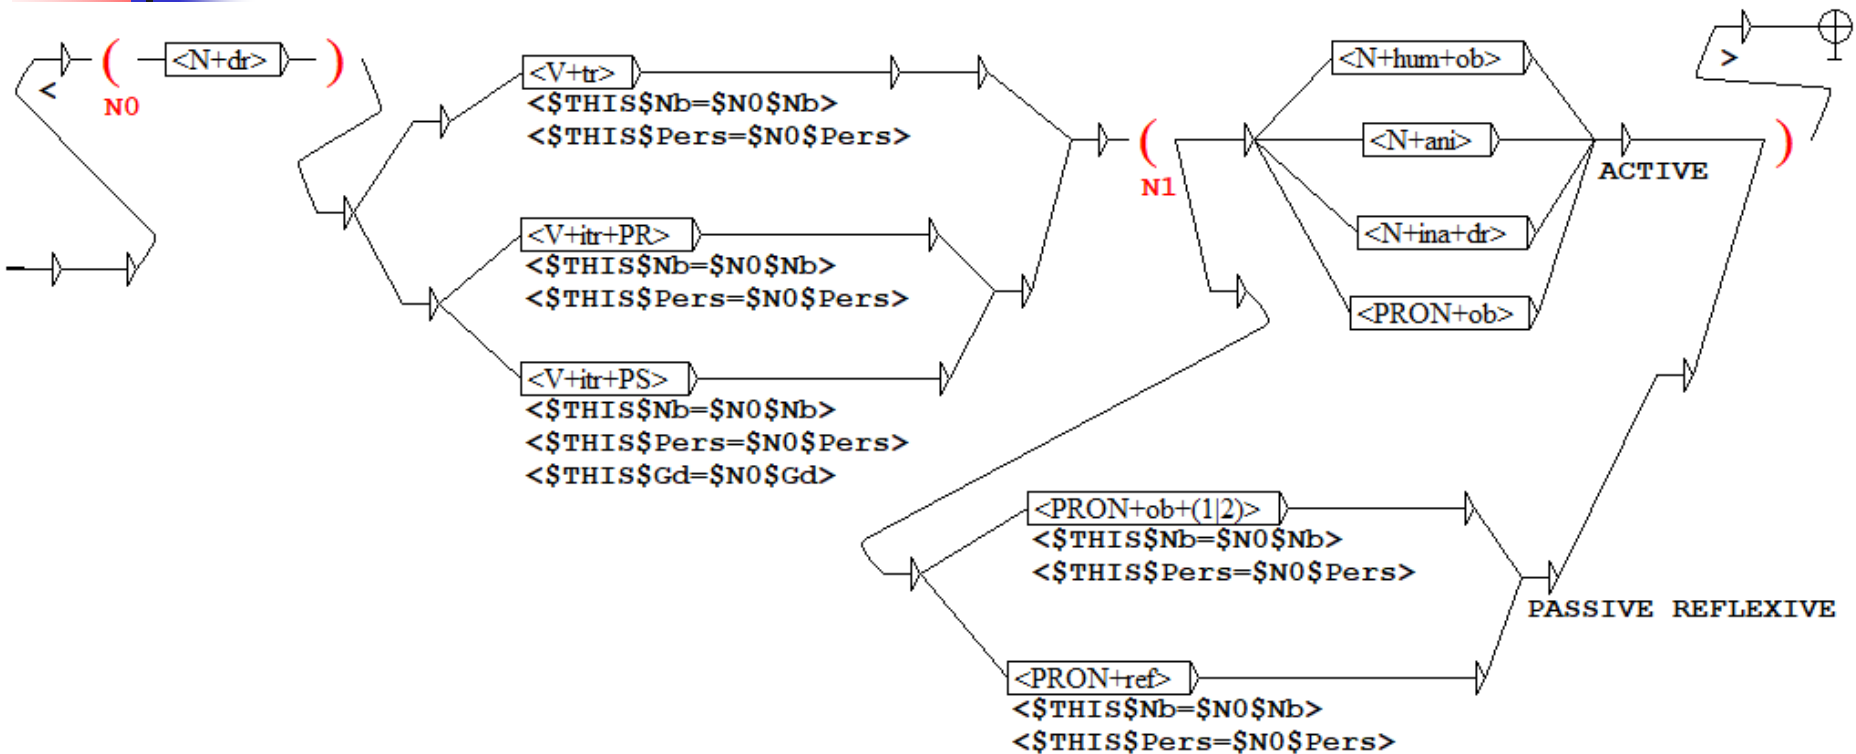 <
(
<N+dr>
)
N0
<V+tr>
<$THIS$Nb=$N0$Nb>
<$THIS$Pers=$N0$Pers>
<V+itr+PR>
<$THIS$Nb=$N0$Nb>
<$THIS$Pers=$N0$Pers>
<V+itr+PS>
<$THIS$Nb=$N0$Nb>
<$THIS$Pers=$N0$Pers>
<$THIS$Gd=$N0$Gd>
(
N1
<N+hum+ob>
<N+ani>
<N+ina+dr>
<PRON+ob>
ACTIVE
<PRON+ob+(1|2)>
<$THIS$Nb=$N0$Nb>
<$THIS$Pers=$N0$Pers>
<PRON+ref>
<$THIS$Nb=$N0$Nb>
<$THIS$Pers=$N0$Pers>
PASSIVE REFLEXIVE
)
>